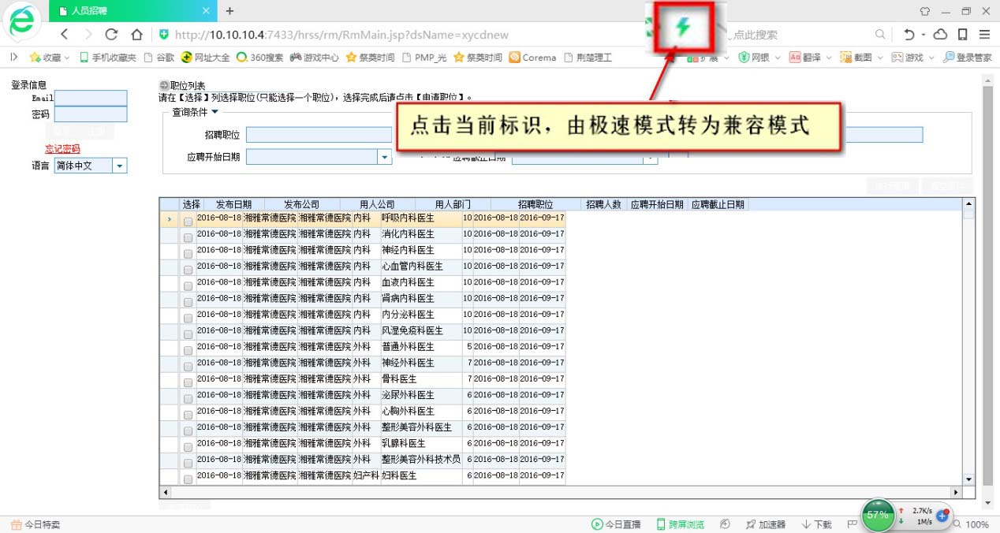 人员招聘
http://10.10.10.4:7433/hrss/rm/RmMain.jsp?dsName=xycdnew
点此搜索
收藏 手机收藏夹 谷歌 网址大全 360搜索 游戏中心 祭葵时间 PMP_光 祭葵时间 Corema 荆楚理工 扩展 网银 翻译 截图 游戏 登录管家
点击当前标识，由极速模式转为兼容模式
登录信息
Email
密码
忘记密码
语言 简体中文
职位列表
请在【选择】列选择职位(只能选择一个职位)，选择完成后请点击【申请职位】。
查询条件
招聘职位
应聘开始日期 应聘截止日期
选择 发布日期 发布公司 用人公司 用人部门 招聘职位 招聘人数 应聘开始日期 应聘截止日期
2016-08-18 湘雅常德医院 湘雅常德医院 内科 呼吸内科医生 10 2016-08-18 2016-09-17
2016-08-18 湘雅常德医院 湘雅常德医院 内科 消化内科医生 10 2016-08-18 2016-09-17
2016-08-18 湘雅常德医院 湘雅常德医院 内科 神经内科医生 10 2016-08-18 2016-09-17
2016-08-18 湘雅常德医院 湘雅常德医院 内科 心血管内科医生 10 2016-08-18 2016-09-17
2016-08-18 湘雅常德医院 湘雅常德医院 内科 血液内科医生 10 2016-08-18 2016-09-17
2016-08-18 湘雅常德医院 湘雅常德医院 内科 肾病内科医生 10 2016-08-18 2016-09-17
2016-08-18 湘雅常德医院 湘雅常德医院 内科 内分泌科医生 10 2016-08-18 2016-09-17
2016-08-18 湘雅常德医院 湘雅常德医院 内科 风湿免疫科医生 10 2016-08-18 2016-09-17
2016-08-18 湘雅常德医院 湘雅常德医院 外科 普通外科医生 5 2016-08-18 2016-09-17
2016-08-18 湘雅常德医院 湘雅常德医院 外科 神经外科医生 7 2016-08-18 2016-09-17
2016-08-18 湘雅常德医院 湘雅常德医院 外科 骨科医生 7 2016-08-18 2016-09-17
2016-08-18 湘雅常德医院 湘雅常德医院 外科 泌尿外科医生 6 2016-08-18 2016-09-17
2016-08-18 湘雅常德医院 湘雅常德医院 外科 心胸外科医生 6 2016-08-18 2016-09-17
2016-08-18 湘雅常德医院 湘雅常德医院 外科 整形美容外科医生 6 2016-08-18 2016-09-17
2016-08-18 湘雅常德医院 湘雅常德医院 外科 乳腺科医生 6 2016-08-18 2016-09-17
2016-08-18 湘雅常德医院 湘雅常德医院 外科 整形美容外科技术员 6 2016-08-18 2016-09-17
2016-08-18 湘雅常德医院 湘雅常德医院 妇产科 妇科医生 6 2016-08-18 2016-09-17
今日特卖 今日直播 跨屏浏览 加速器 下载 57% 2.7K/s 1M/s 100%